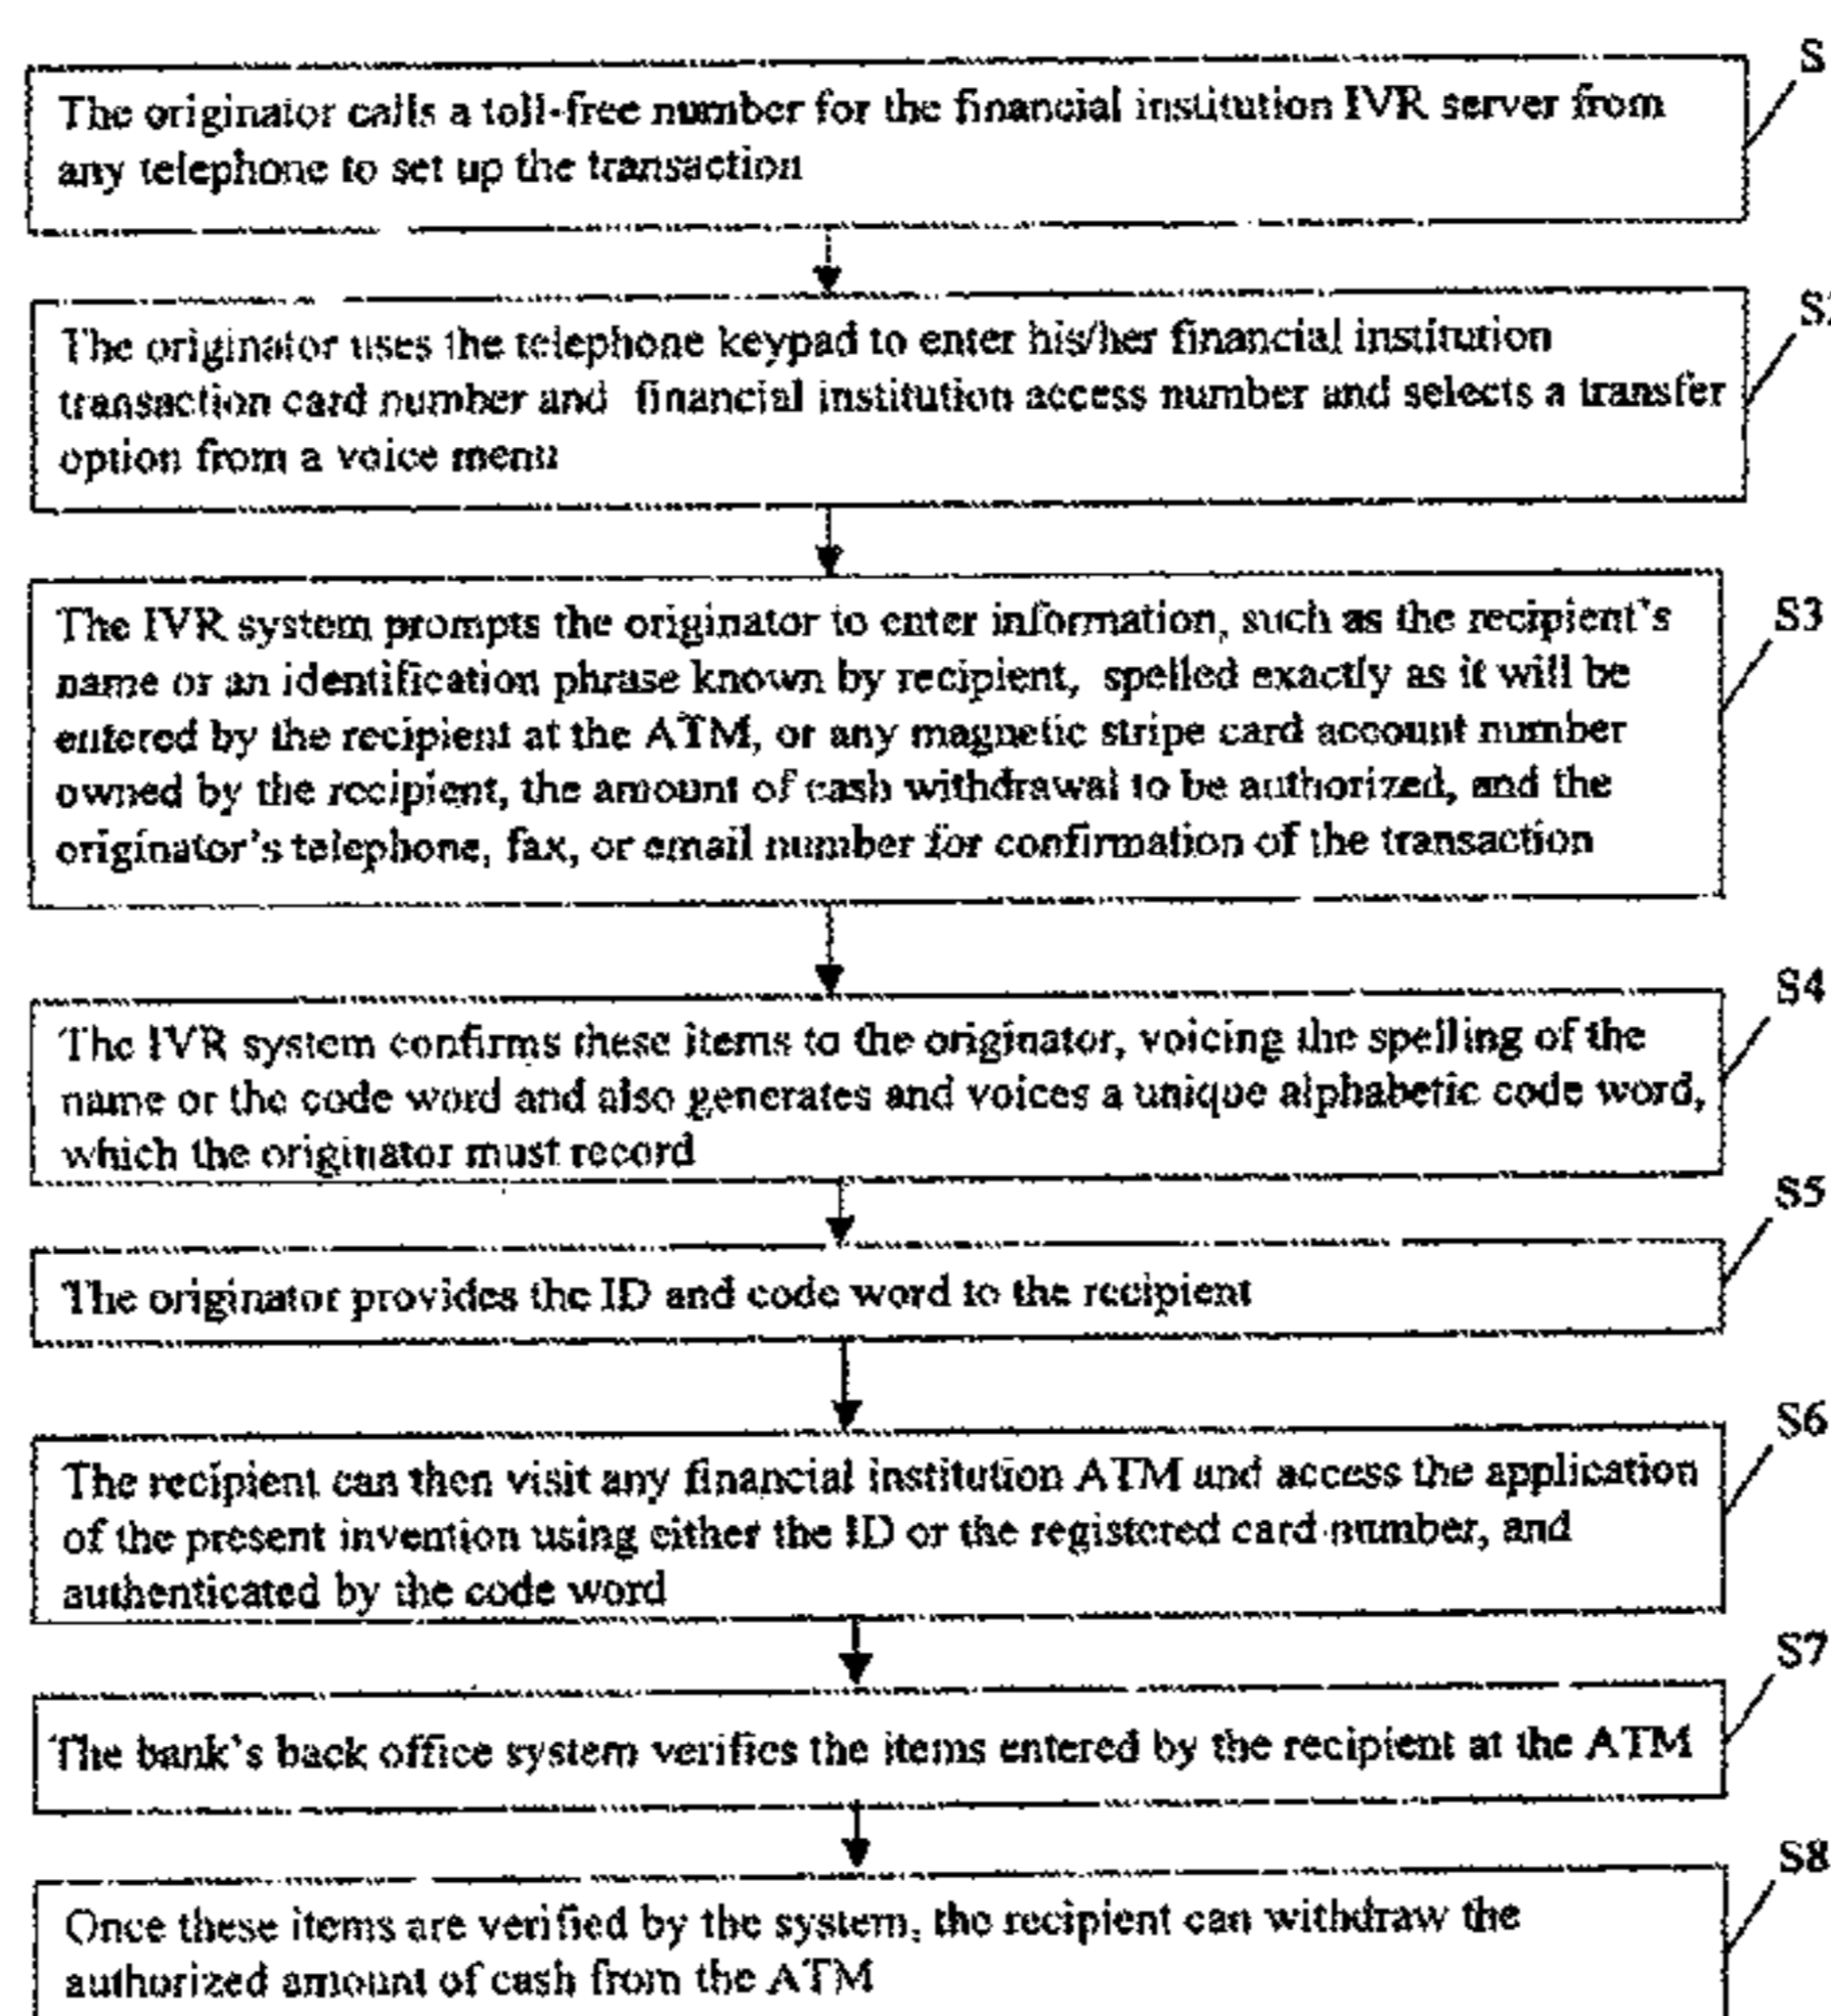 S
The originator calls a toll-free number for the financial institution IVR server from
any telephone to set up the transaction
S2
The originator uses the telephone keypad to enter his/her financial institution
transaction card number and financial institution access number and selects a transfer
option from a voice menu
S3
The IVR system prompts the originator to enter information, such as the recipient's
name or an identification phrase known by recipient, spelled exactly as it will be
entered by the recipient at the ATM, or any magnetic stripe card account number
owned by the recipient, the amount of cash withdrawal to be authorized, and the
originator's telephone, fax, or email number for confirmation of the transaction
S4
The IVR system confirms these items to the originator, voicing the spelling of the
name or the code word and also generates and voices a unique alphabetic code word,
which the originator must record
S5
The originator provides the ID and code word to the recipient
S6
The recipient can then visit any financial institution ATM and access the application
of the present invention using either the ID or the registered card number, and
authenticated by the code word
S7
The bank's back office system verifies the items entered by the recipient at the ATM
S8
Once these items are verified by the system, the recipient can withdraw the
authorized amount of cash from the ATM